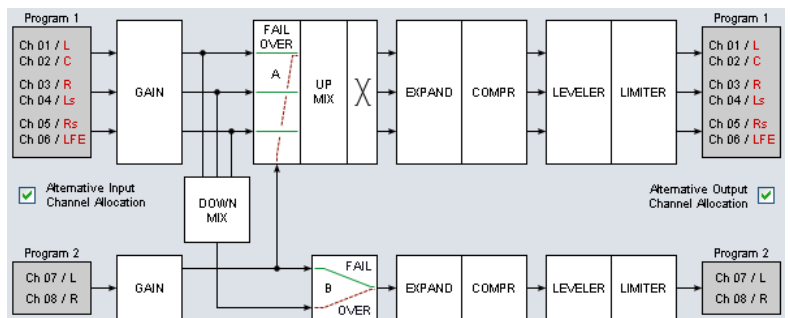 Program 1
Ch 01 / L
Ch 02 / C
Ch 03 / R
Ch 04 / Ls
Ch 05 / Rs
Ch 06 / LFE
GAIN
FAIL
OVER
A
UP
MIX
EXPAND
COMPR
LEVELER
LIMITER
Program 1
Ch 01 / L
Ch 02 / C
Ch 03 / R
Ch 04 / Ls
Ch 05 / Rs
Ch 06 / LFE
Alternative Input
Channel Allocation
DOWN
MIX
Alternative Output
Channel Allocation
Program 2
Ch 07 / L
Ch 08 / R
GAIN
FAIL
B
OVER
EXPAND
COMPR
LEVELER
LIMITER
Program 2
Ch 07 / L
Ch 08 / R